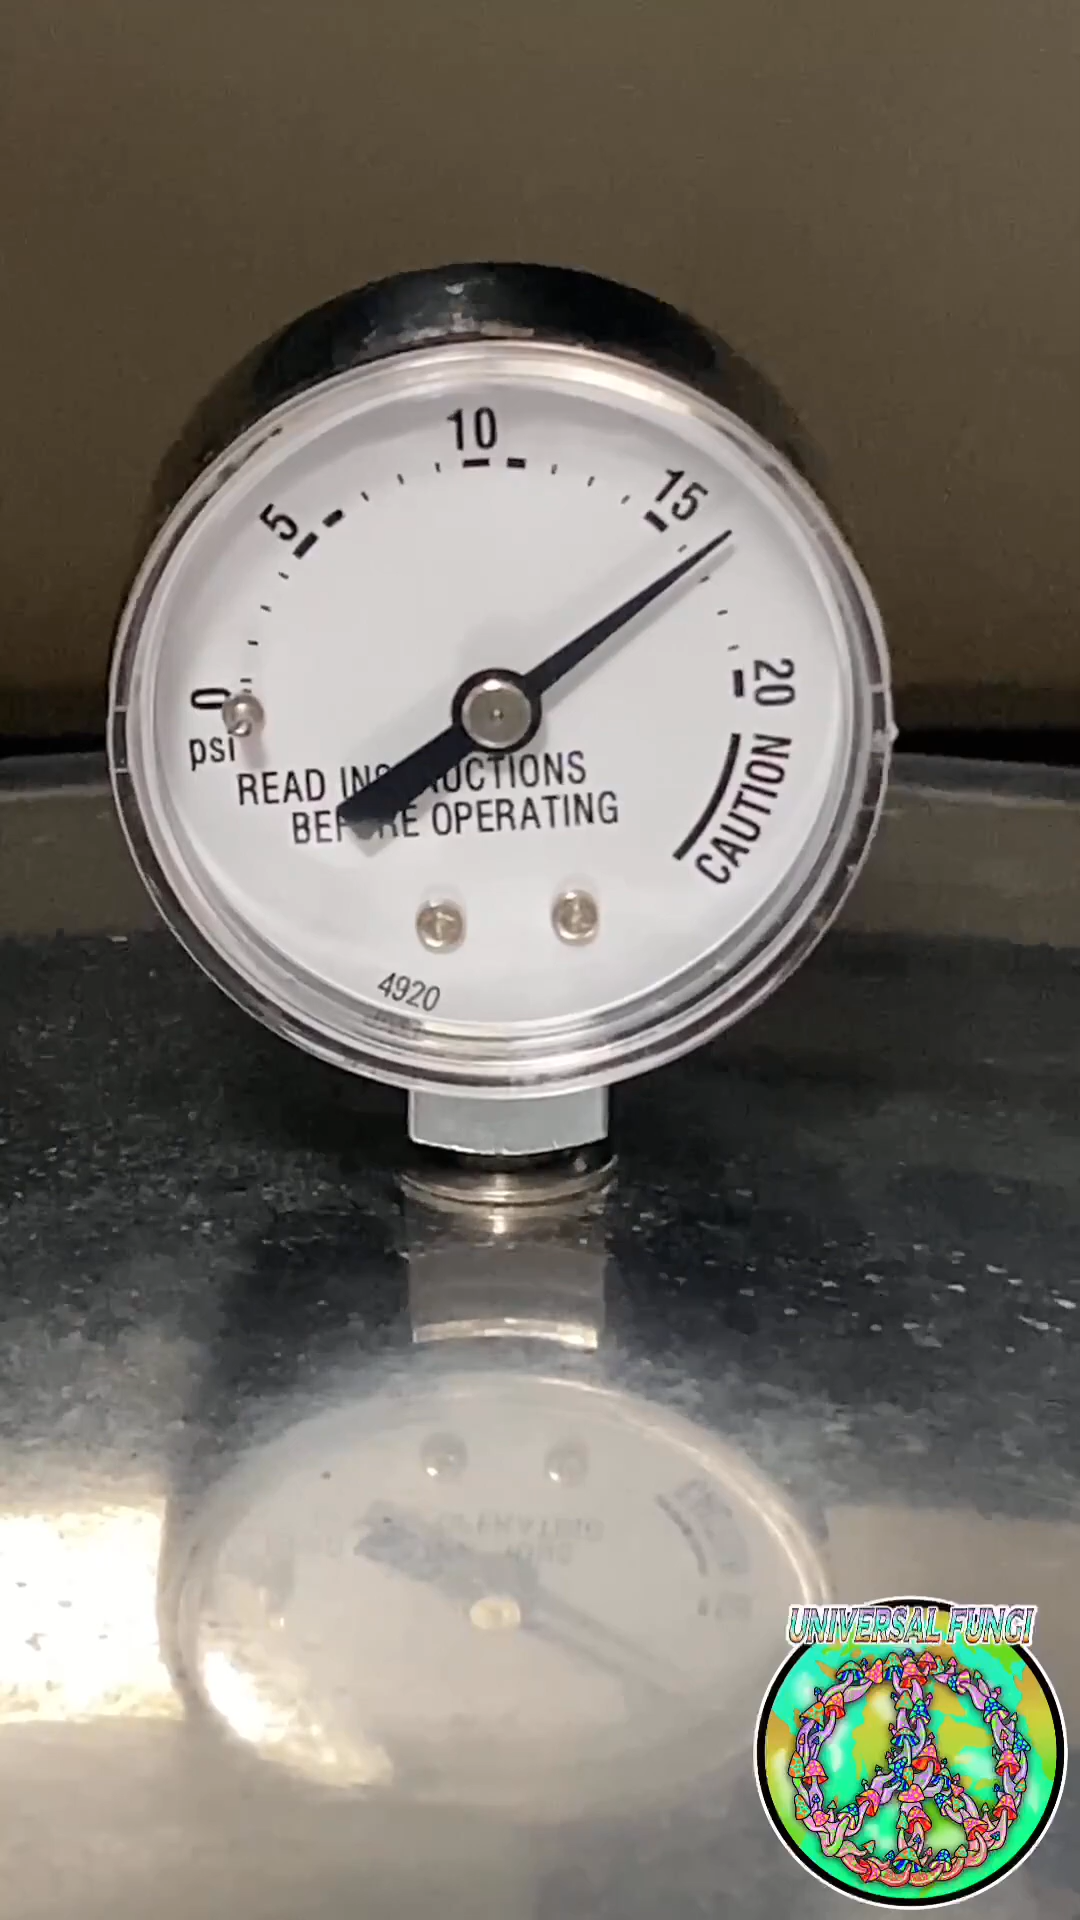 10
15
5
0
20
psi
READ INSTRUCTIONS
BEFORE OPERATING
CAUTION
4920
UNIVERSAL FUNGI